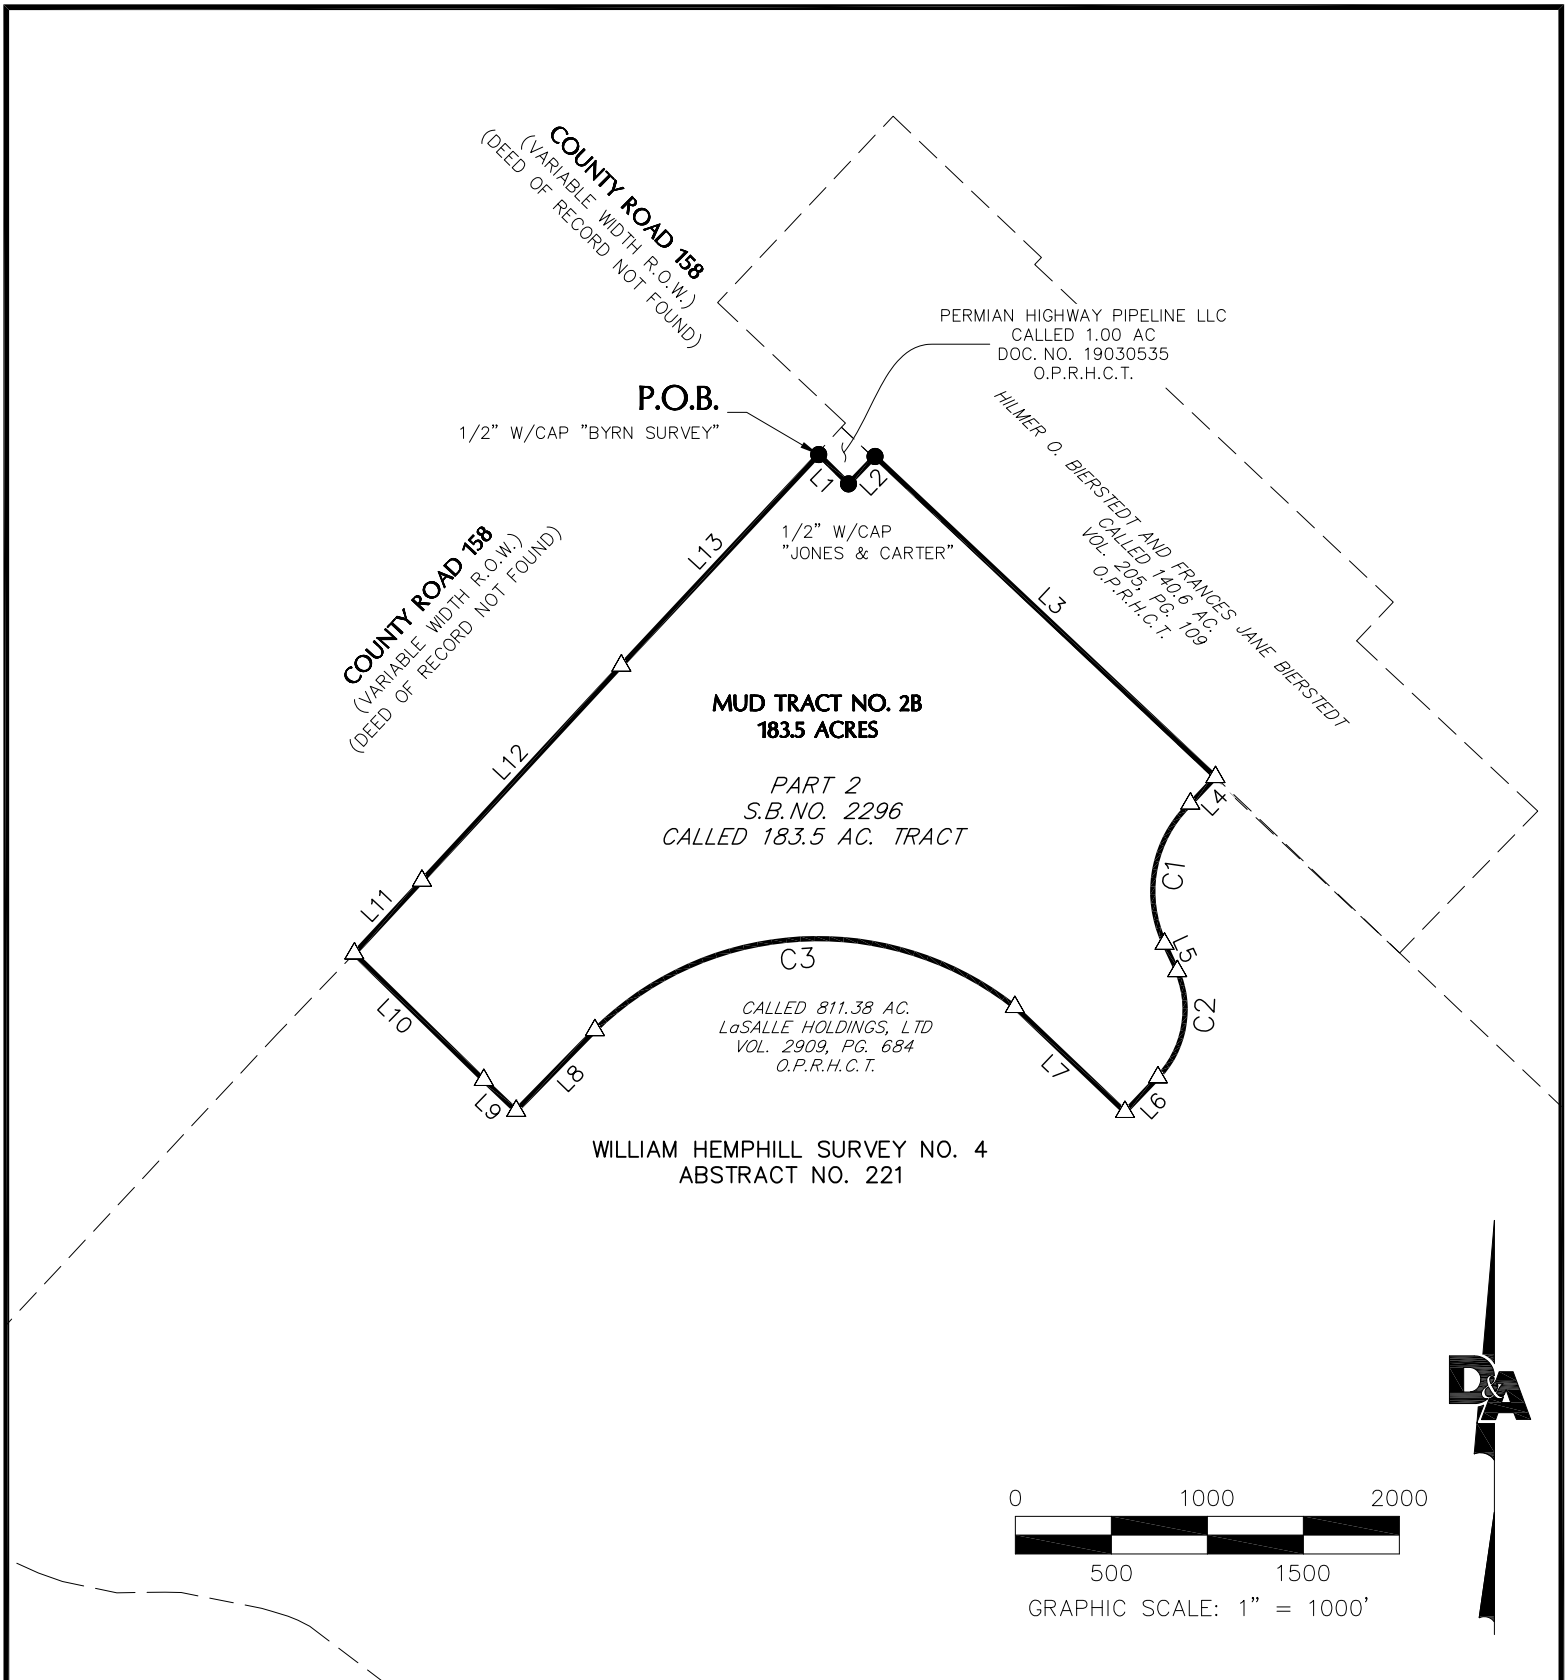 COUNTY ROAD 158
(VARIABLE WIDTH R.O.W.)
(DEED OF RECORD NOT FOUND)
PERMIAN HIGHWAY PIPELINE LLC
CALLED 1.00 AC
DOC. NO. 19030535
O.P.R.H.C.T.
P.O.B.
1/2" W/CAP "BYRN SURVEY"
HILMER O. BIERSTEDT AND FRANCES JANE BIERSTEDT
CALLED 140.6 AC.
VOL. 205, PG. 109
O.P.R.H.C.T.
L1
L2
1/2" W/CAP
"JONES & CARTER"
L13
COUNTY ROAD 158
(VARIABLE WIDTH R.O.W.)
(DEED OF RECORD NOT FOUND)
L3
MUD TRACT NO. 2B
183.5 ACRES
L12
PART 2
S.B.NO. 2296
CALLED 183.5 AC. TRACT
L4
C1
L11
L5
C3
C2
L10
CALLED 811.38 AC.
LaSALLE HOLDINGS, LTD
VOL. 2909, PG. 684
O.P.R.H.C.T.
L7
L8
L9
L6
WILLIAM HEMPHILL SURVEY NO. 4
ABSTRACT NO. 221
D&A
0 1000 2000
500 1500
GRAPHIC SCALE: 1" = 1000'